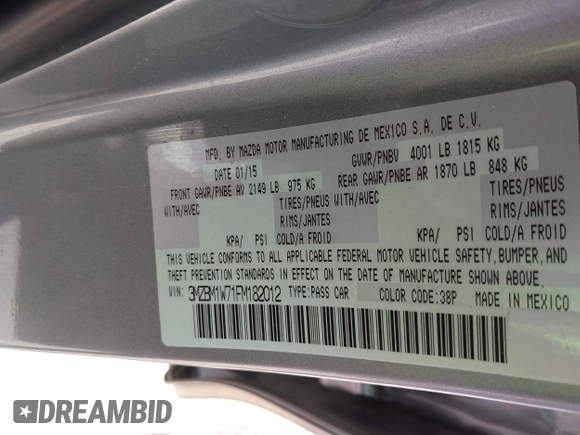 MFD. BY MAZDA MOTOR MANUFACTURING DE MEXICO S.A. DE C.V.
DATE 01/15 GVWR/PNBV 4001 LB 1815 KG
FRONT GAWR/PNBE AV 2149 LB 975 KG REAR GAWR/PNBE AR 1870 LB 848 KG
WITH/AVEC TIRES/PNEUS WITH/AVEC TIRES/PNEUS
RIMS/JANTES RIMS/JANTES
KPA/ PSI COLD/A FROID KPA/ PSI COLD/A FROID
THIS VEHICLE CONFORMS TO ALL APPLICABLE FEDERAL MOTOR VEHICLE SAFETY, BUMPER, AND
THEFT PREVENTION STANDARDS IN EFFECT ON THE DATE OF MANUFACTURE SHOWN ABOVE.
VIN: 3MZBM1W71FM182012 TYPE:PASS CAR COLOR CODE:38P MADE IN MEXICO
DREAMBID